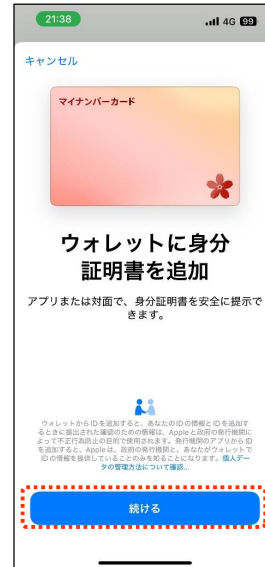 21:38
4G 99
キャンセル
マイナンバーカード
ウォレットに身分
証明書を追加
アプリまたは対面で、身分証明書を安全に提示で
きます。
ウォレットからIDを追加すると、あなたのIDの情報とIDを追加す
るときに提出された確認のための情報は、Appleと政府の発行機関に
よって不正行為防止の目的で使用されます。発行機関のアプリからID
を追加すると、Appleは、政府の発行機関と、あなたがウォレットで
IDの情報を提供していることのみを知ることになります。個人デー
タの管理方法について確認...
続ける